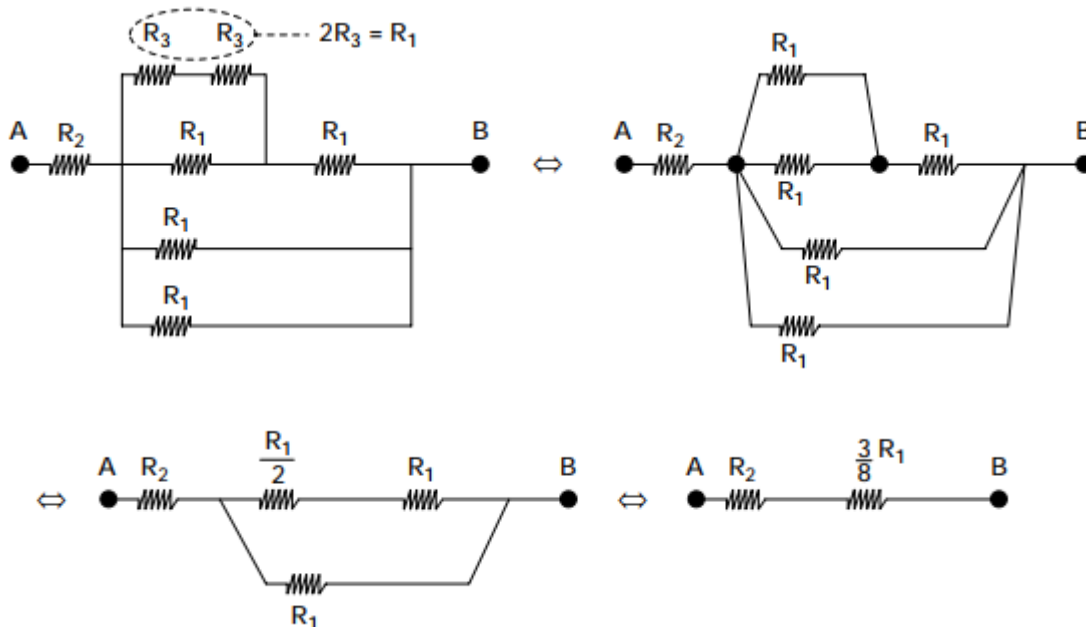 R₃ R₃ 2R₃ = R₁
A R₂ R₁ R₁ B
R₁
R₁
⇔
R₁
A R₂ R₁ B
R₁
R₁
R₁
⇔
A R₂ R₁/2 R₁ B
R₁
⇔
A R₂ 3/8 R₁ B